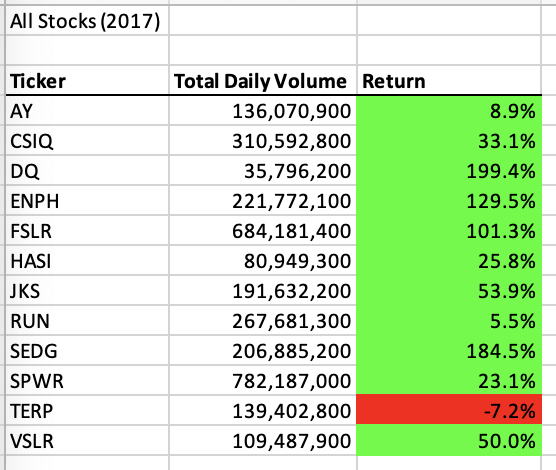 All Stocks (2017)
Ticker Total Daily Volume Return
AY 136,070,900 8.9%
CSIQ 310,592,800 33.1%
DQ 35,796,200 199.4%
ENPH 221,772,100 129.5%
FSLR 684,181,400 101.3%
HASI 80,949,300 25.8%
JKS 191,632,200 53.9%
RUN 267,681,300 5.5%
SEDG 206,885,200 184.5%
SPWR 782,187,000 23.1%
TERP 139,402,800 -7.2%
VSLR 109,487,900 50.0%